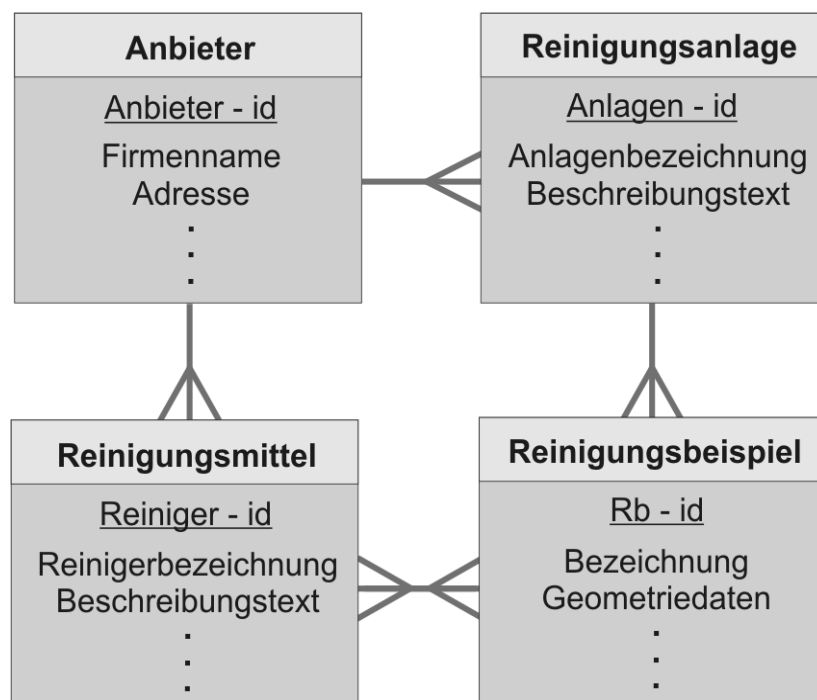 Anbieter
Anbieter - id
Firmenname
Adresse
.
.
.
Reinigungsanlage
Anlagen - id
Anlagenbezeichnung
Beschreibungstext
.
.
.
Reinigungsmittel
Reiniger - id
Reinigerbezeichnung
Beschreibungstext
.
.
.
Reinigungsbeispiel
Rb - id
Bezeichnung
Geometriedaten
.
.
.